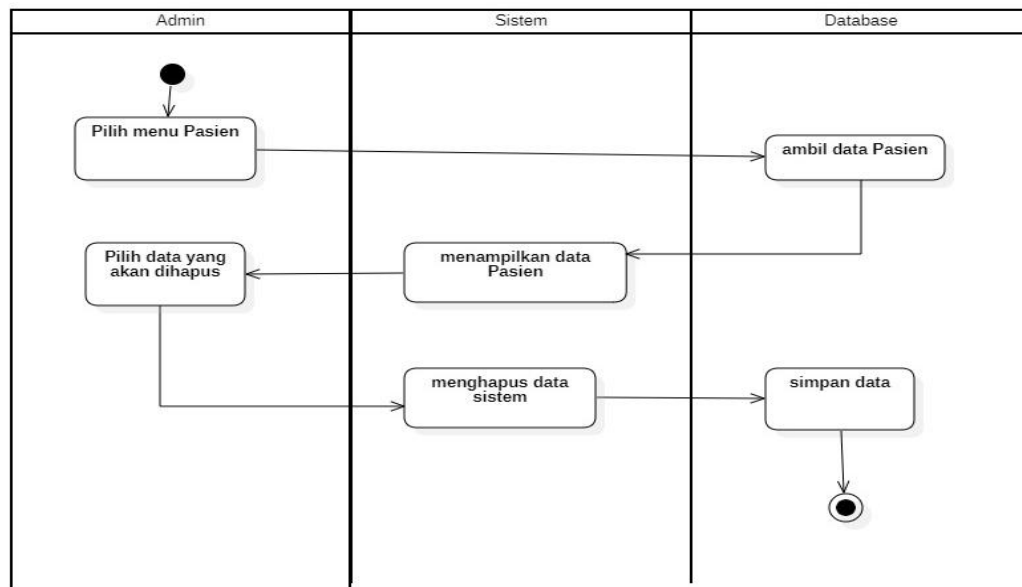 Admin
Sistem
Database
Pilih menu Pasien
ambil data Pasien
Pilih data yang
akan dihapus
menampilkan data
Pasien
menghapus data
sistem
simpan data